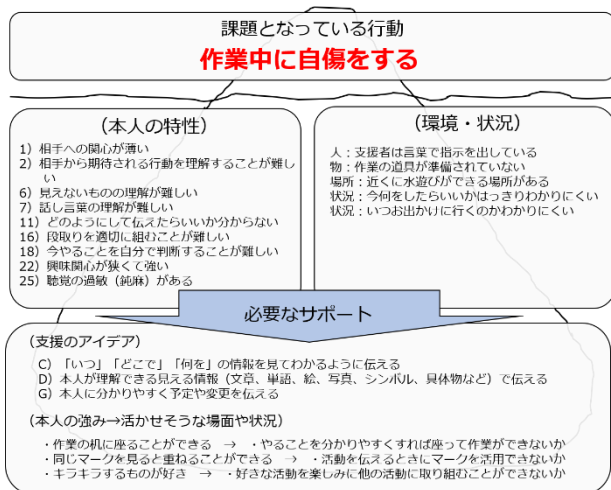 課題となっている行動
作業中に自傷をする
（本人の特性）
1）相手への関心が薄い
2）相手から期待される行動を理解することが難し
い
6）見えないものの理解が難しい
7）話し言葉の理解が難しい
11）どのようにして伝えたらいいか分からない
16）段取りを適切に組むことが難しい
18）今やることを自分で判断することが難しい
22）興味関心が狭くて強い
25）聴覚の過敏（鈍麻）がある
（環境・状況）
人：支援者は言葉で指示を出している
物：作業の道具が準備されていない
場所：近くに水遊びができる場所がある
状況：今何をしたらいいかはっきりわかりにくい
状況：いつお出かけに行くのかわかりにくい
必要なサポート
（支援のアイデア）
C）「いつ」「どこで」「何を」の情報を見てわかるように伝える
D）本人が理解できる見える情報（文章、単語、絵、写真、シンボル、具体物など）で伝える
G）本人に分かりやすく予定や変更を伝える
（本人の強み→活かせそうな場面や状況）
・作業の机に座ることができる → ・やることを分かりやすくすれば座って作業ができないか
・同じマークを見ると重ねることができる → ・活動を伝えるときにマークを活用できないか
・キラキラするものが好き → ・好きな活動を楽しみに他の活動に取り組むことができないか